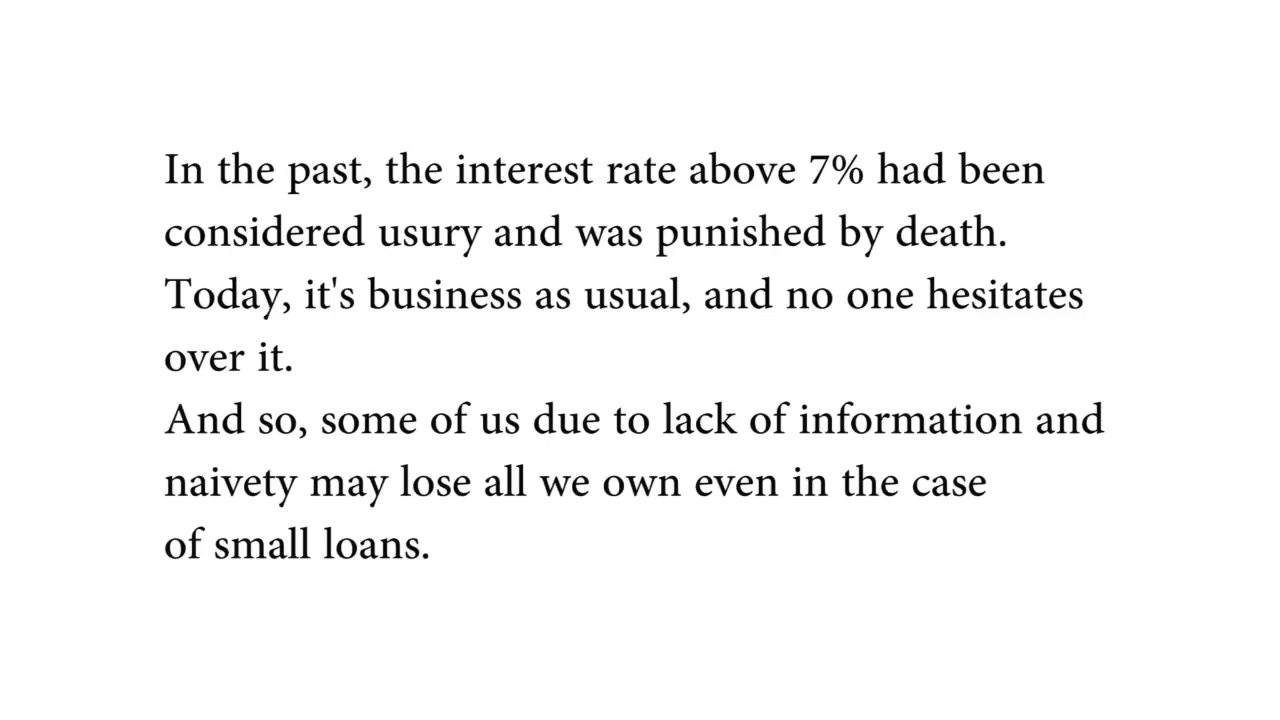 In the past, the interest rate above 7% had been
considered usury and was punished by death.
Today, it's business as usual, and no one hesitates
over it.
And so, some of us due to lack of information and
naivety may lose all we own even in the case
of small loans.